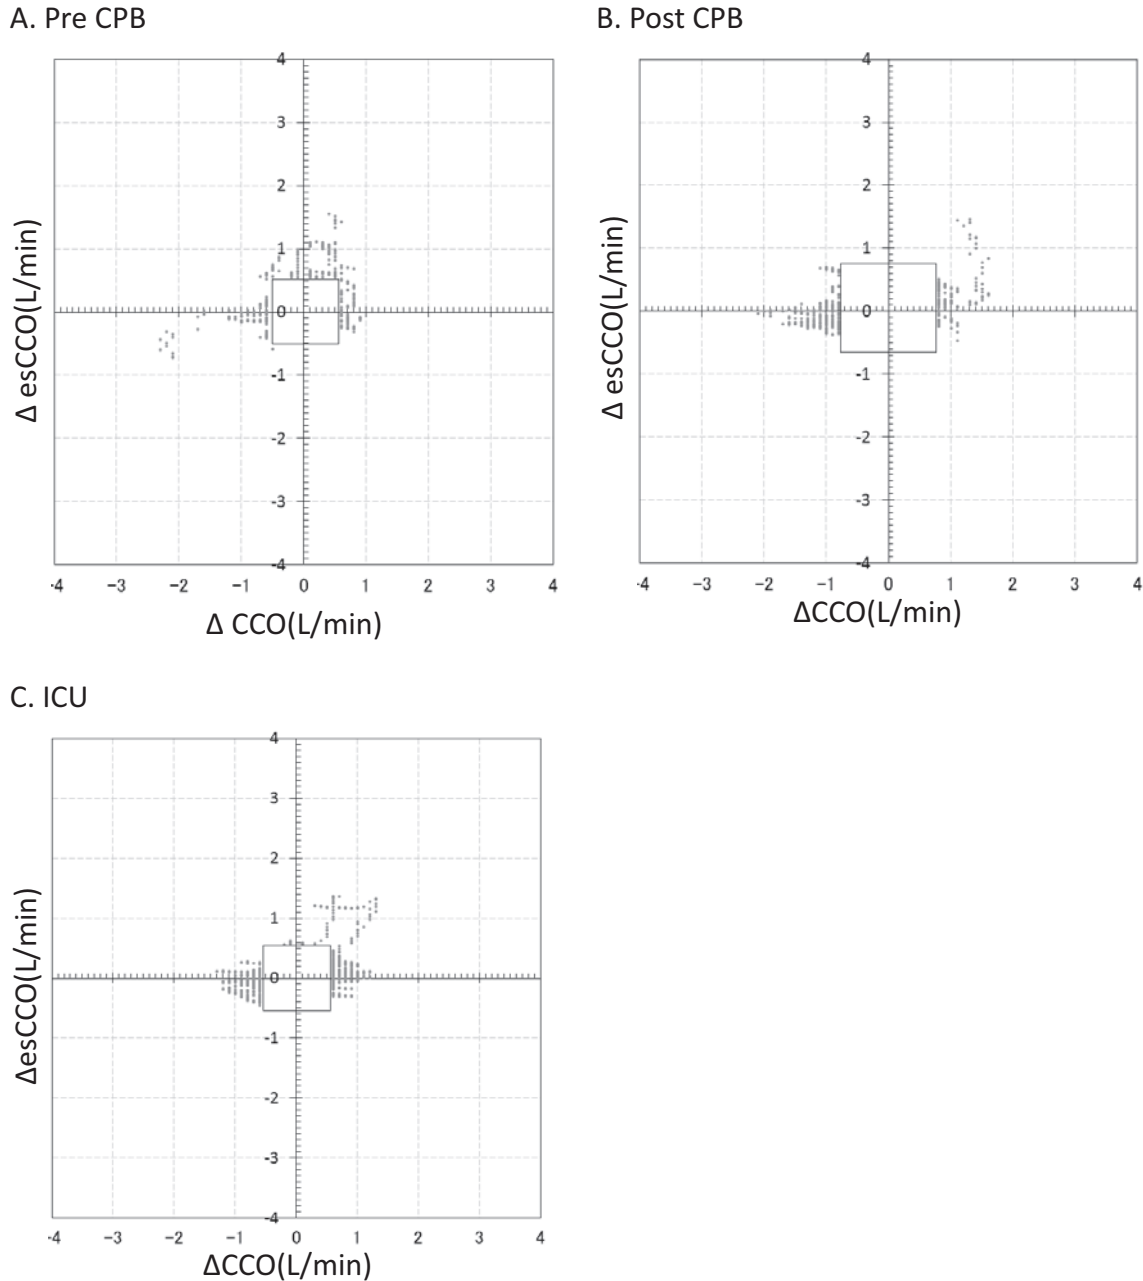 A. Pre CPB
B. Post CPB
4
3
2
1
0
-1
-2
-3
-4
-4 -3 -2 -1 0 1 2 3 4
Δ esCCO(L/min)
Δ CCO(L/min)
4
3
2
1
0
-1
-2
-3
-4
-4 -3 -2 -1 0 1 2 3 4
Δ esCCO(L/min)
ΔCCO(L/min)
C. ICU
4
3
2
1
0
-1
-2
-3
-4
-4 -3 -2 -1 0 1 2 3 4
ΔesCCO(L/min)
ΔCCO(L/min)